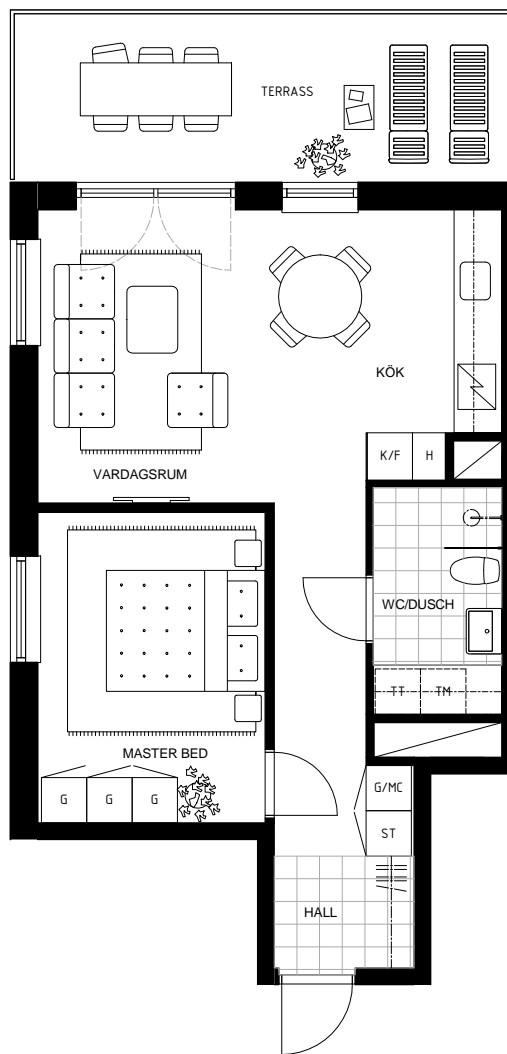 TERRASS
KÖK
K/F H
VARDAGSRUM
WC/DUSCH
TT TM
MASTER BED
G G G
G/MC
ST
HALL